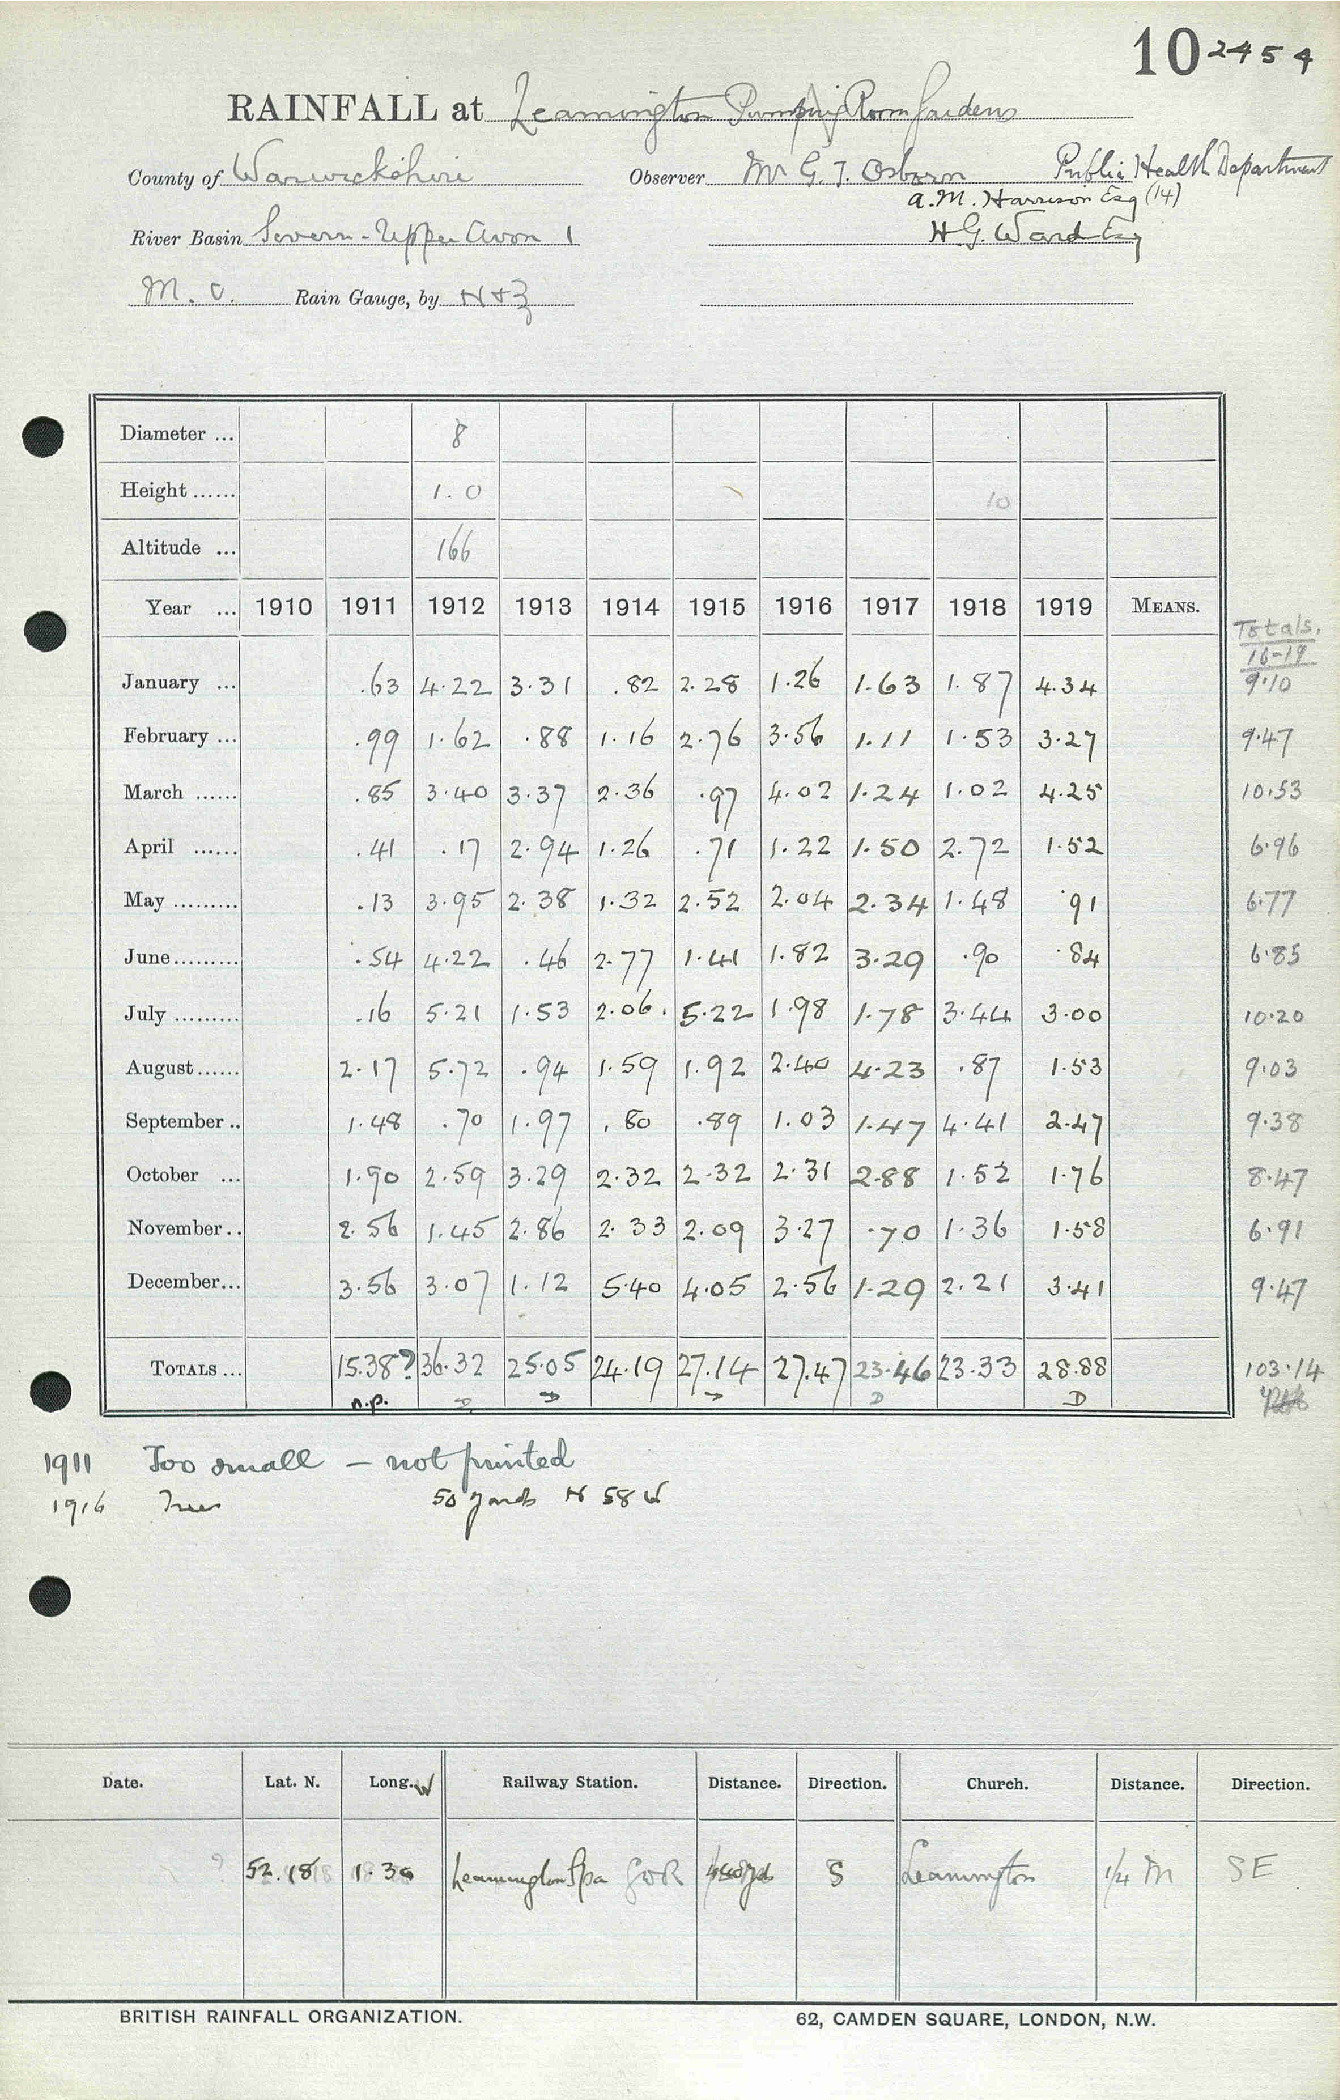 10 2454
RAINFALL at Leamington Pump Room Gardens
County of Warwickshire Observer Mr G. T. Osborn Public Health Department
A. M. Harrison Esq (14)
River Basin Severn - Upper Avon 1 H G. Ward Esq
M. O. Rain Gauge, by N & Z
Diameter ... 8
Height ...... 1.0 10
Altitude ... 166
Year ... 1910 1911 1912 1913 1914 1915 1916 1917 1918 1919 MEANS. Totals.
16-19
January ... .63 4.22 3.31 .82 2.28 1.26 1.63 1.87 4.34 9.10
February ... .99 1.62 .88 1.16 2.76 3.56 1.11 1.53 3.27 9.47
March ...... .85 3.40 3.37 2.36 .97 4.02 1.24 1.02 4.25 10.53
April ...... .41 .17 2.94 1.26 .71 1.22 1.50 2.72 1.52 6.96
May ......... .13 3.95 2.38 1.32 2.52 2.04 2.34 1.48 .91 6.77
June......... .54 4.22 .46 2.77 1.41 1.82 3.29 .90 .84 6.85
July ......... .16 5.21 1.53 2.06 5.22 1.98 1.78 3.44 3.00 10.20
August...... 2.17 5.72 .94 1.59 1.92 2.40 4.23 .87 1.53 9.03
September .. 1.48 .70 1.97 .80 .89 1.03 1.47 4.41 2.47 9.38
October ... 1.90 2.59 3.29 2.32 2.32 2.31 2.88 1.52 1.76 8.47
November.. 2.56 1.45 2.86 2.33 2.09 3.27 .70 1.36 1.58 6.91
December... 3.56 3.07 1.12 5.40 4.05 2.56 1.29 2.21 3.41 9.47
TOTALS ... 15.38? 36.32 25.05 24.19 27.14 27.47 23.46 23.33 28.88 103.14
n.p. D D
1911 Too small - not printed
1916 Trees 50 yards N 58 W
Date. Lat. N. Long. W Railway Station. Distance. Direction. Church. Distance. Direction.
? 52.18 1.30 Leamington Spa GWR S Leamington 1/4 M SE
BRITISH RAINFALL ORGANIZATION. 62, CAMDEN SQUARE, LONDON, N.W.